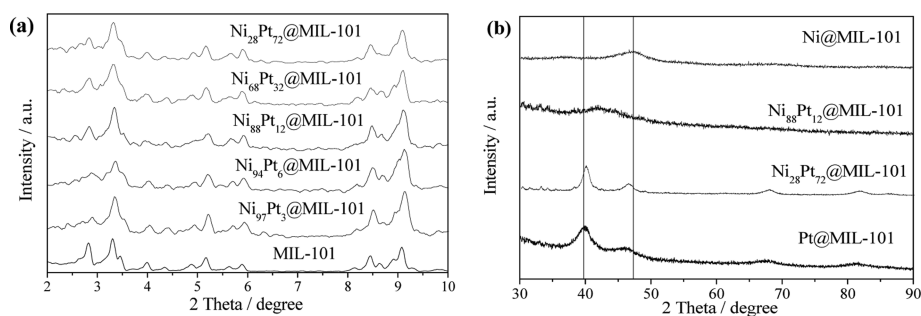 (a)
Intensity / a.u.
Ni28Pt72@MIL-101
Ni68Pt32@MIL-101
Ni88Pt12@MIL-101
Ni94Pt6@MIL-101
Ni97Pt3@MIL-101
MIL-101
2 3 4 5 6 7 8 9 10
2 Theta / degree
(b)
Intensity / a.u.
Ni@MIL-101
Ni88Pt12@MIL-101
Ni28Pt72@MIL-101
Pt@MIL-101
30 40 50 60 70 80 90
2 Theta / degree